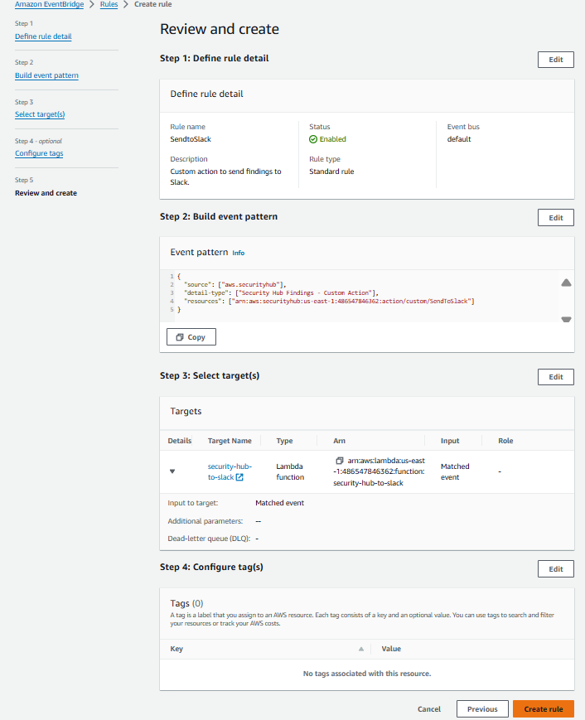 Amazon EventBridge > Rules > Create rule
Step 1
Define rule detail
Step 2
Build event pattern
Step 3
Select target(s)
Step 4 - optional
Configure tags
Step 5
Review and create
Review and create
Step 1: Define rule detail
Edit
Define rule detail
Rule name
SendtoSlack
Status
Enabled
Event bus
default
Description
Custom action to send findings to
Slack.
Rule type
Standard rule
Step 2: Build event pattern
Edit
Event pattern Info
1 {
2 "source": ["aws.securityhub"],
3 "detail-type": ["Security Hub Findings - Custom Action"],
4 "resources": ["arn:aws:securityhub:us-east-1:486547846362:action/custom/SendToSlack"]
5 }
Copy
Step 3: Select target(s)
Edit
Targets
Details Target Name Type Arn Input Role
security-hub-
to-slack
Lambda
function
arn:aws:lambda:us-east
-1:486547846362:function:
security-hub-to-slack
Matched
event
-
Input to target: Matched event
Additional parameters: --
Dead-letter queue (DLQ): -
Step 4: Configure tag(s)
Edit
Tags (0)
A tag is a label that you assign to an AWS resource. Each tag consists of a key and an optional value. You can use tags to search and filter
your resources or track your AWS costs.
Key Value
No tags associated with this resource.
Cancel Previous Create rule